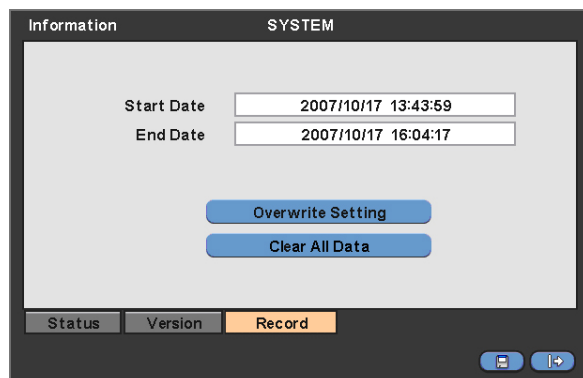 Information SYSTEM
Start Date 2007/10/17 13:43:59
End Date 2007/10/17 16:04:17
Overwrite Setting
Clear All Data
Status Version Record